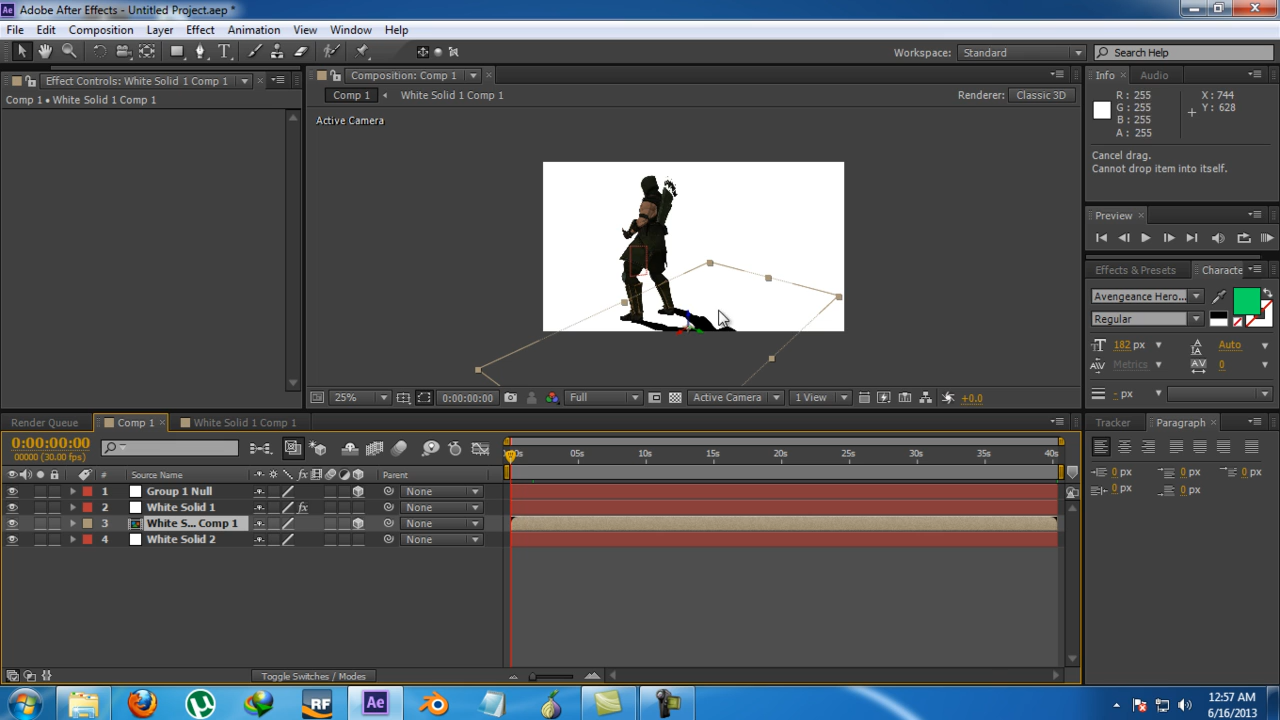 Adobe After Effects - Untitled Project.aep *
File Edit Composition Layer Effect Animation View Window Help
Workspace: Standard Search Help
Effect Controls: White Solid 1 Comp 1
Comp 1 • White Solid 1 Comp 1
Composition: Comp 1
Comp 1 White Solid 1 Comp 1 Renderer: Classic 3D
Active Camera
Info Audio
R: 255
G: 255
B: 255
A: 255
X: 744
Y: 628
Cancel drag.
Cannot drop item into itself.
Preview
Effects & Presets Characte
Avengeance Hero...
Regular
182 px Auto
Metrics 0
- px
25% 0:00:00:00 Full Active Camera 1 View +0.0
Render Queue Comp 1 White Solid 1 Comp 1
Tracker Paragraph
0:00:00:00
00000 (30.00 fps)
05s 10s 15s 20s 25s 30s 35s 40s
# Source Name Parent
1 Group 1 Null None
2 White Solid 1 fx None
3 White S... Comp 1 None
4 White Solid 2 None
0 px 0 px 0 px
0 px 0 px
Toggle Switches / Modes
RF Ae
12:57 AM
6/16/2013